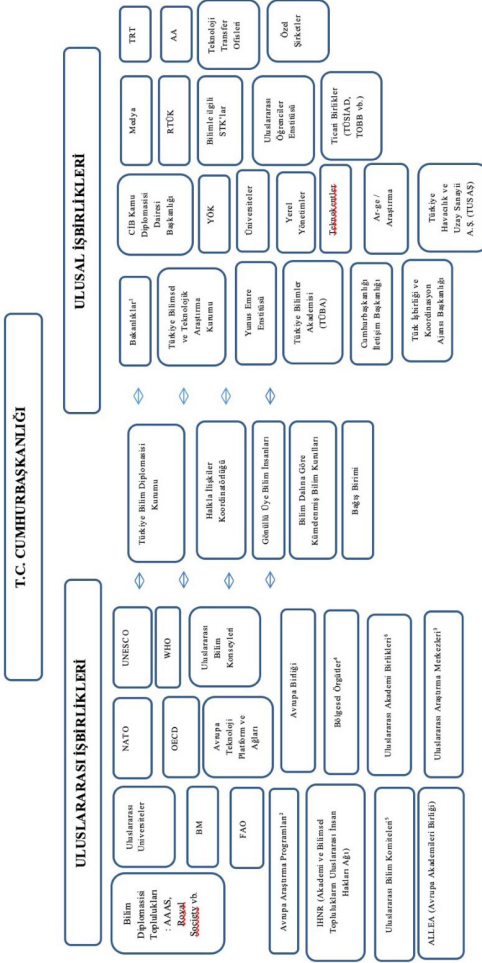 T.C. CUMHURBAŞKANLIĞI
ULUSLARARASI İŞBİRLİKLERİ
Bilim
Diplomasisi
Toplulukları
: AAAS,
Royal
Society vb.
Uluslararası
Üniversiteler
BM
FAO
Avrupa Araştırma Programları²
IHNR (Akademi ve Bilimsel
Toplulukların Uluslararası İnsan
Hakları Ağı)
Uluslararası Bilim Komiteleri⁵
ALLEA (Avrupa Akademileri Birliği)
NATO
OECD
Avrupa
Teknoloji
Platform ve
Ağları
UNESCO
WHO
Uluslararası
Bilim
Konseyleri
Avrupa Birliği
Bölgesel Örgütler⁴
Uluslararası Akademi Birlikleri⁶
Uluslararası Araştırma Merkezleri³
Türkiye Bilim Diplomasisi
Kurumu
Halkla İlişkiler
Koordinatörlüğü
Gönüllü Üye Bilim İnsanları
Bilim Dalına Göre
Kümelenmiş Bilim Kurulları
Bağış Birimi
ULUSAL İŞBİRLİKLERİ
Bakanlıklar¹
Türkiye Bilimsel
ve Teknolojik
Araştırma
Kurumu
Yunus Emre
Enstitüsü
Türkiye Bilimler
Akademisi
(TÜBA)
Cumhurbaşkanlığı
İletişim Başkanlığı
Türk İşbirliği ve
Koordinasyon
Ajansı Başkanlığı
CİB Kamu
Diplomasisi
Dairesi
Başkanlığı
YÖK
Üniversiteler
Yerel
Yönetimler
Teknokentler
Ar-ge /
Araştırma
Türkiye
Havacılık ve
Uzay Sanayii
A.Ş. (TUSAŞ)
Medya
RTÜK
Bilimle ilgili
STK'lar
Uluslararası
Öğrenciler
Enstitüsü
Ticari Birlikler
(TÜSİAD,
TOBB vb.)
TRT
AA
Teknoloji
Transfer
Ofisleri
Özel
Şirketler